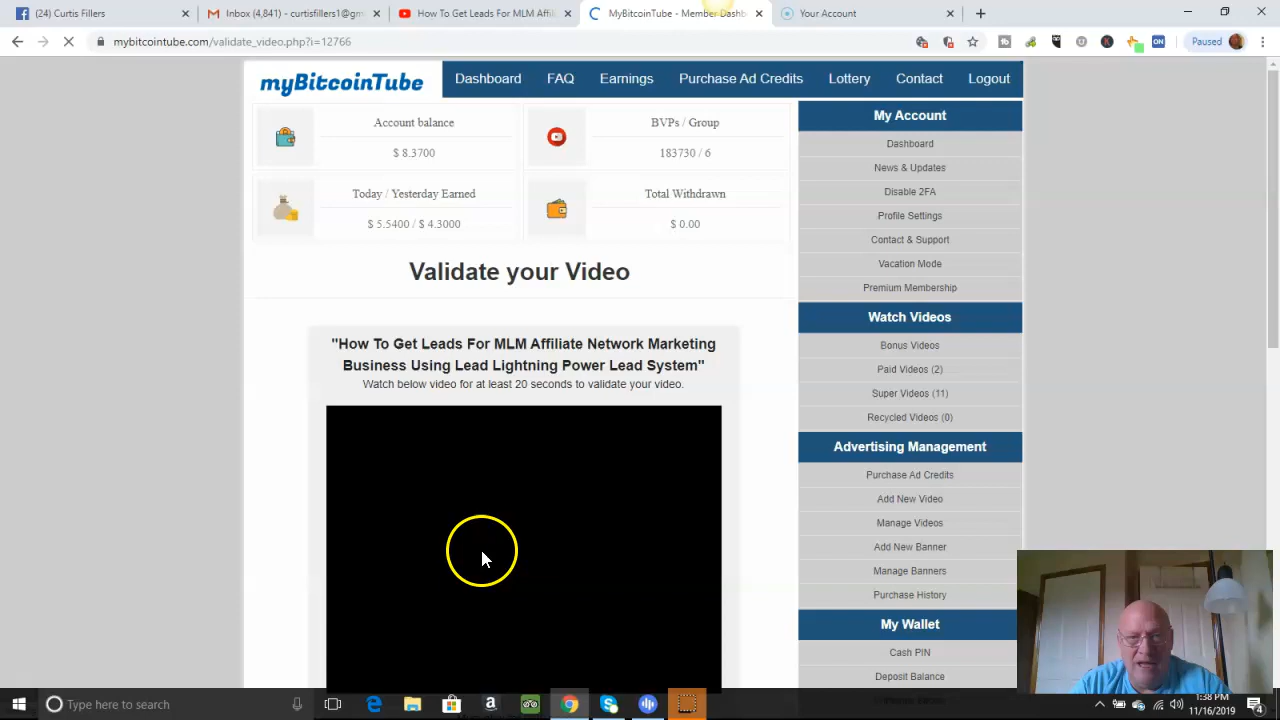 (24) Curtis Fillers
Inbox (4,841) - curtisfillers1@gm
How To Get Leads For MLM Affili
MyBitcoinTube - Member Dashb
Your Account
mybitcointube.com/validate_video.php?i=12766
ON
Paused
myBitcoinTube
Dashboard FAQ Earnings Purchase Ad Credits Lottery Contact Logout
Account balance
$ 8.3700
BVPs / Group
183730 / 6
Today / Yesterday Earned
$ 5.5400 / $ 4.3000
Total Withdrawn
$ 0.00
Validate your Video
"How To Get Leads For MLM Affiliate Network Marketing
Business Using Lead Lightning Power Lead System"
Watch below video for at least 20 seconds to validate your video.
My Account
Dashboard
News & Updates
Disable 2FA
Profile Settings
Contact & Support
Vacation Mode
Premium Membership
Watch Videos
Bonus Videos
Paid Videos (2)
Super Videos (11)
Recycled Videos (0)
Advertising Management
Purchase Ad Credits
Add New Video
Manage Videos
Add New Banner
Manage Banners
Purchase History
My Wallet
Cash PIN
Deposit Balance
Type here to search
1:38 PM
11/16/2019